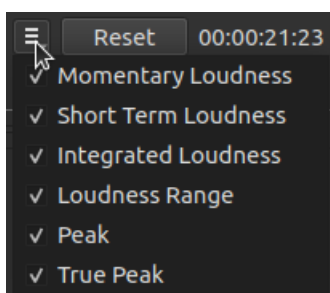 Reset 00:00:21:23
Momentary Loudness
Short Term Loudness
Integrated Loudness
Loudness Range
Peak
True Peak